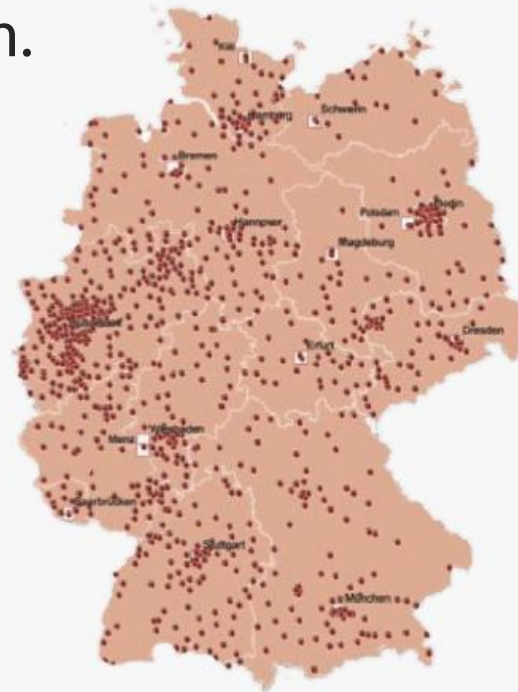 n.
Kiel
Hamburg
Schwerin
Bremen
Berlin
Potsdam
Hannover
Magdeburg
Düsseldorf
Dresden
Erfurt
Wiesbaden
Mainz
Saarbrücken
Stuttgart
München